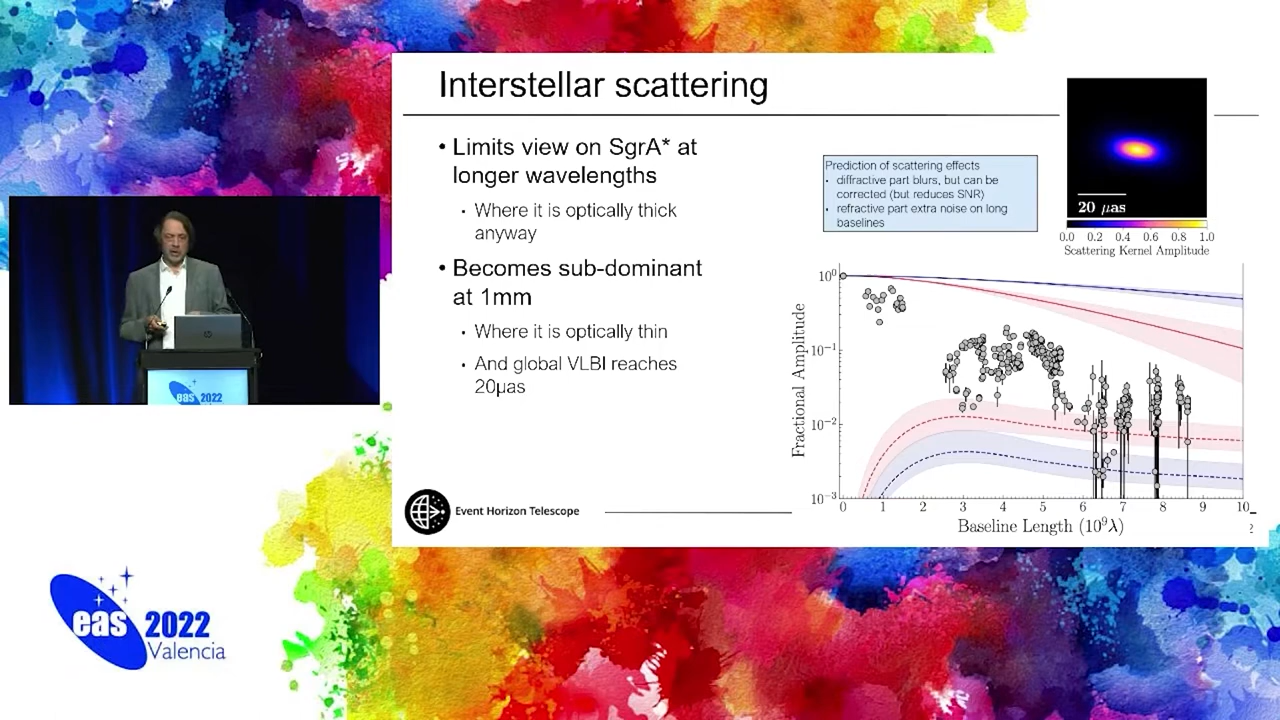 Interstellar scattering
• Limits view on SgrA* at
longer wavelengths
• Where it is optically thick
anyway
• Becomes sub-dominant
at 1mm
• Where it is optically thin
• And global VLBI reaches
20µas
Prediction of scattering effects
• diffractive part blurs, but can be
corrected (but reduces SNR)
• refractive part extra noise on long
baselines
20 µas
0.0 0.2 0.4 0.6 0.8 1.0
Scattering Kernel Amplitude
Fractional Amplitude
10⁰
10⁻¹
10⁻²
10⁻³
0 1 2 3 4 5 6 7 8 9 10
Baseline Length (10⁹λ)
2
Event Horizon Telescope
hp
eas 2022
eas 2022
Valencia